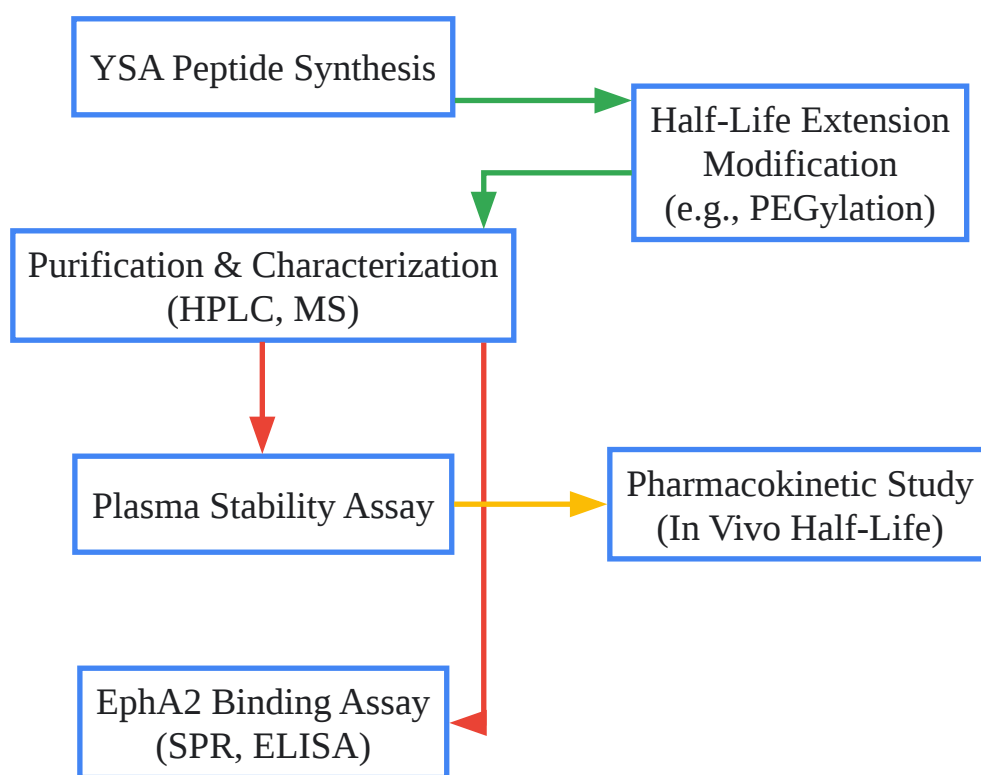 YSA Peptide Synthesis
Half-Life Extension
Modification
(e.g., PEGylation)
Purification & Characterization
(HPLC, MS)
Plasma Stability Assay
Pharmacokinetic Study
(In Vivo Half-Life)
EphA2 Binding Assay
(SPR, ELISA)